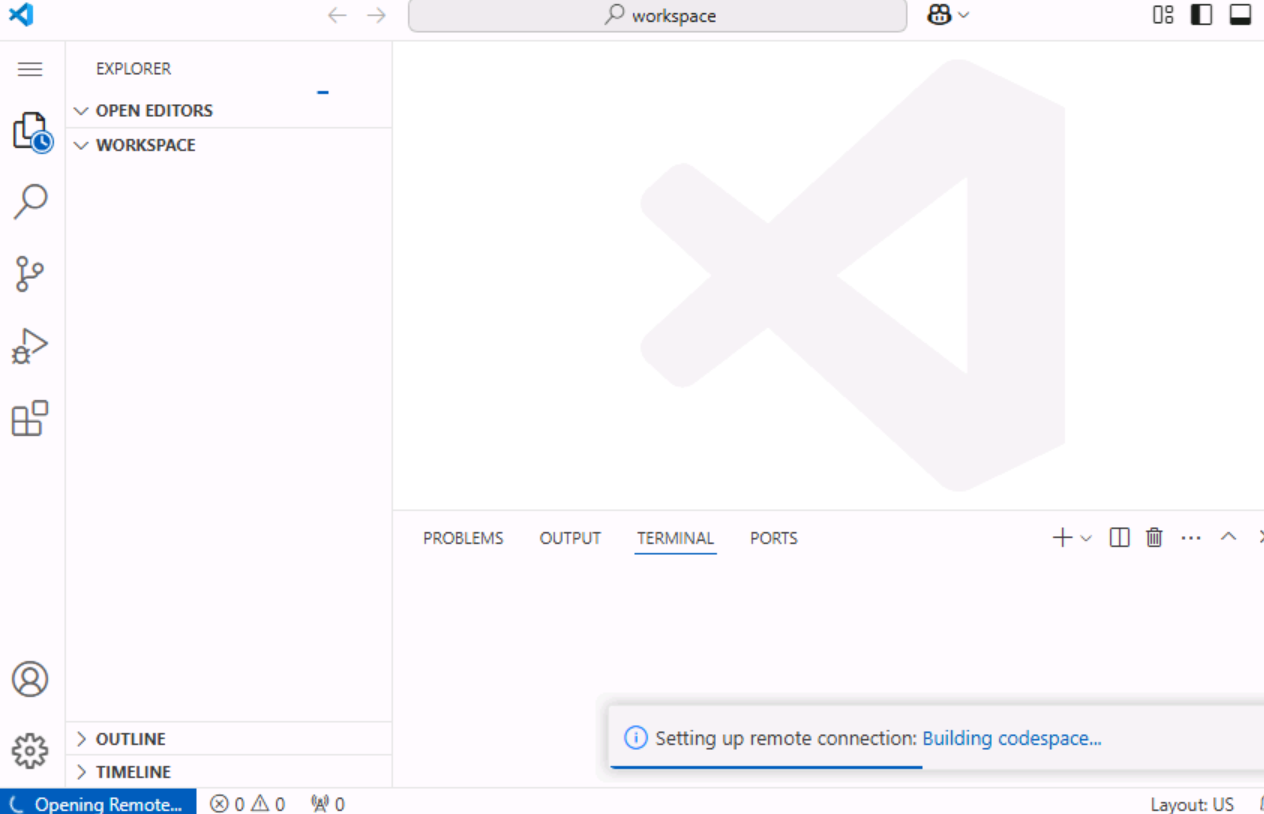 workspace
EXPLORER
OPEN EDITORS
WORKSPACE
PROBLEMS OUTPUT TERMINAL PORTS
Setting up remote connection: Building codespace...
OUTLINE
TIMELINE
Opening Remote... 0 0 0 Layout: US